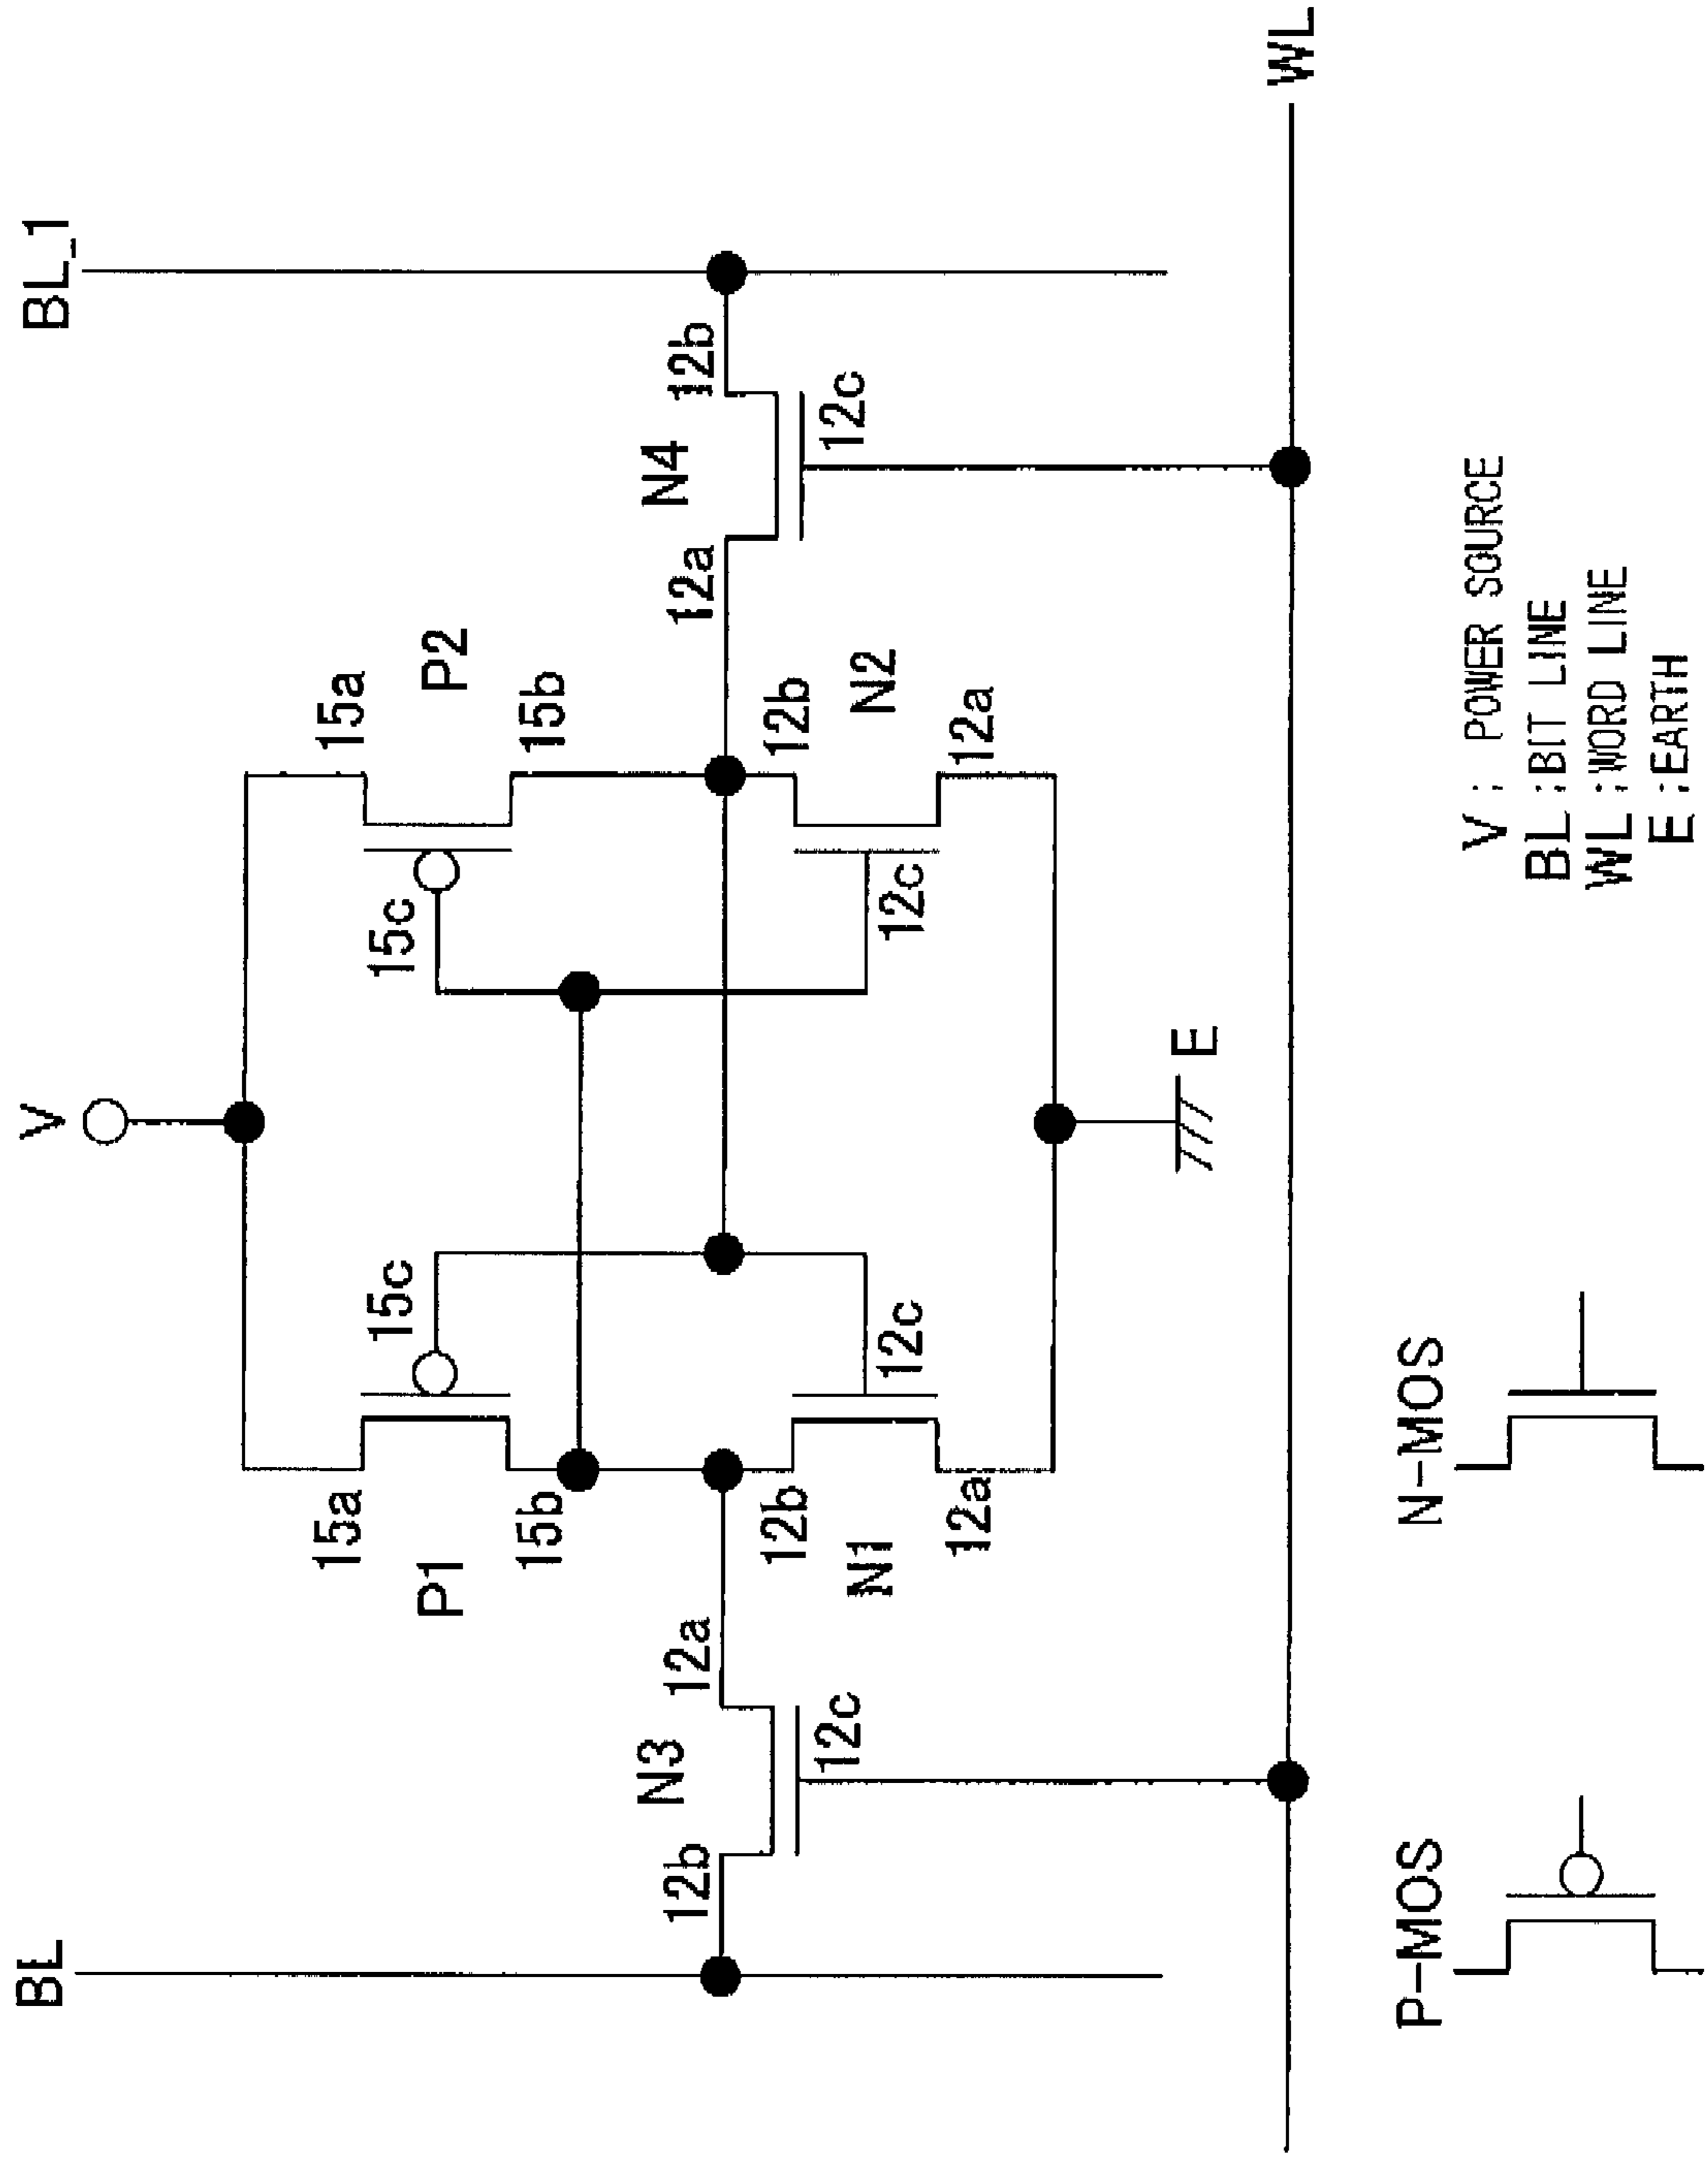 BL
V
BL_1
15a
15c
15c
15a
P1
P2
15b
15b
N3
N4
12b
12a
12a
12b
12b
12b
12c
12c
N1
12c
12c
N2
12a
12a
E
WL
P-MOS
N-MOS
V : POWER SOURCE
BL :BIT LINE
WL :WORD LINE
E :EARTH